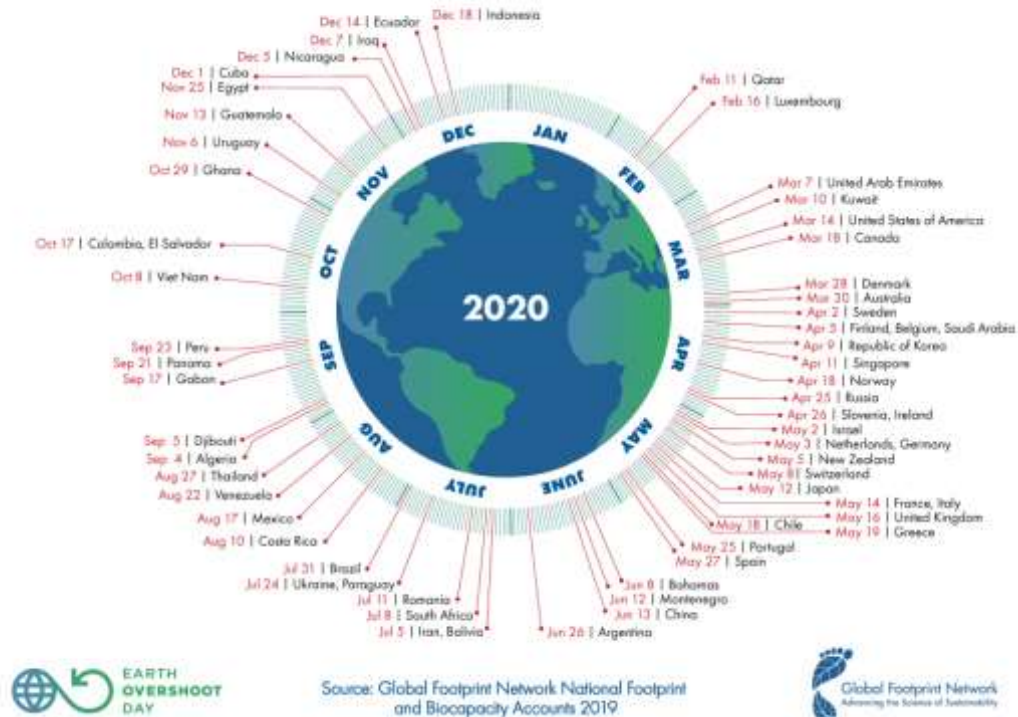 Dec 14 | Ecuador
Dec 18 | Indonesia
Dec 7 | Iraq
Dec 5 | Nicaragua
Dec 1 | Cuba
Nov 25 | Egypt
Nov 13 | Guatemala
Nov 6 | Uruguay
Oct 29 | Ghana
Oct 17 | Colombia, El Salvador
Oct 8 | Viet Nam
Sep 23 | Peru
Sep 21 | Panama
Sep 17 | Gabon
Sep 5 | Djibouti
Sep 4 | Algeria
Aug 27 | Thailand
Aug 22 | Venezuela
Aug 17 | Mexico
Aug 10 | Costa Rica
Jul 31 | Brazil
Jul 24 | Ukraine, Paraguay
Jul 11 | Romania
Jul 8 | South Africa
Jul 5 | Iran, Bolivia
Feb 11 | Qatar
Feb 16 | Luxembourg
Mar 7 | United Arab Emirates
Mar 10 | Kuwait
Mar 14 | United States of America
Mar 18 | Canada
Mar 28 | Denmark
Mar 30 | Australia
Apr 2 | Sweden
Apr 5 | Finland, Belgium, Saudi Arabia
Apr 9 | Republic of Korea
Apr 11 | Singapore
Apr 18 | Norway
Apr 25 | Russia
Apr 26 | Slovenia, Ireland
May 2 | Israel
May 3 | Netherlands, Germany
May 5 | New Zealand
May 8 | Switzerland
May 12 | Japan
May 14 | France, Italy
May 16 | United Kingdom
May 18 | Chile
May 19 | Greece
May 25 | Portugal
May 27 | Spain
Jun 8 | Bahamas
Jun 12 | Montenegro
Jun 13 | China
Jun 26 | Argentina
JAN
FEB
MAR
APR
MAY
JUNE
JULY
AUG
SEP
OCT
NOV
DEC
2020
EARTH
OVERSHOOT
DAY
Source: Global Footprint Network National Footprint
and Biocapacity Accounts 2019
Global Footprint Network
Advancing the Science of Sustainability